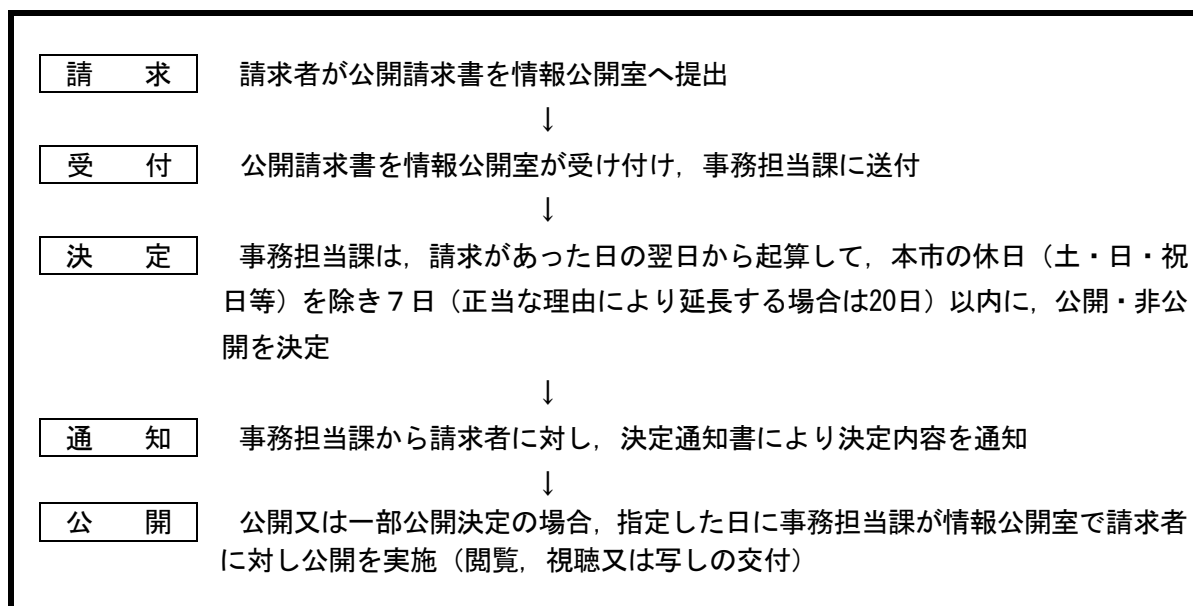 請　求　請求者が公開請求書を情報公開室へ提出
↓
受　付　公開請求書を情報公開室が受け付け，事務担当課に送付
↓
決　定　事務担当課は，請求があった日の翌日から起算して，本市の休日（土・日・祝
日等）を除き７日（正当な理由により延長する場合は20日）以内に，公開・非公
開を決定
↓
通　知　事務担当課から請求者に対し，決定通知書により決定内容を通知
↓
公　開　公開又は一部公開決定の場合，指定した日に事務担当課が情報公開室で請求者
に対し公開を実施（閲覧，視聴又は写しの交付）